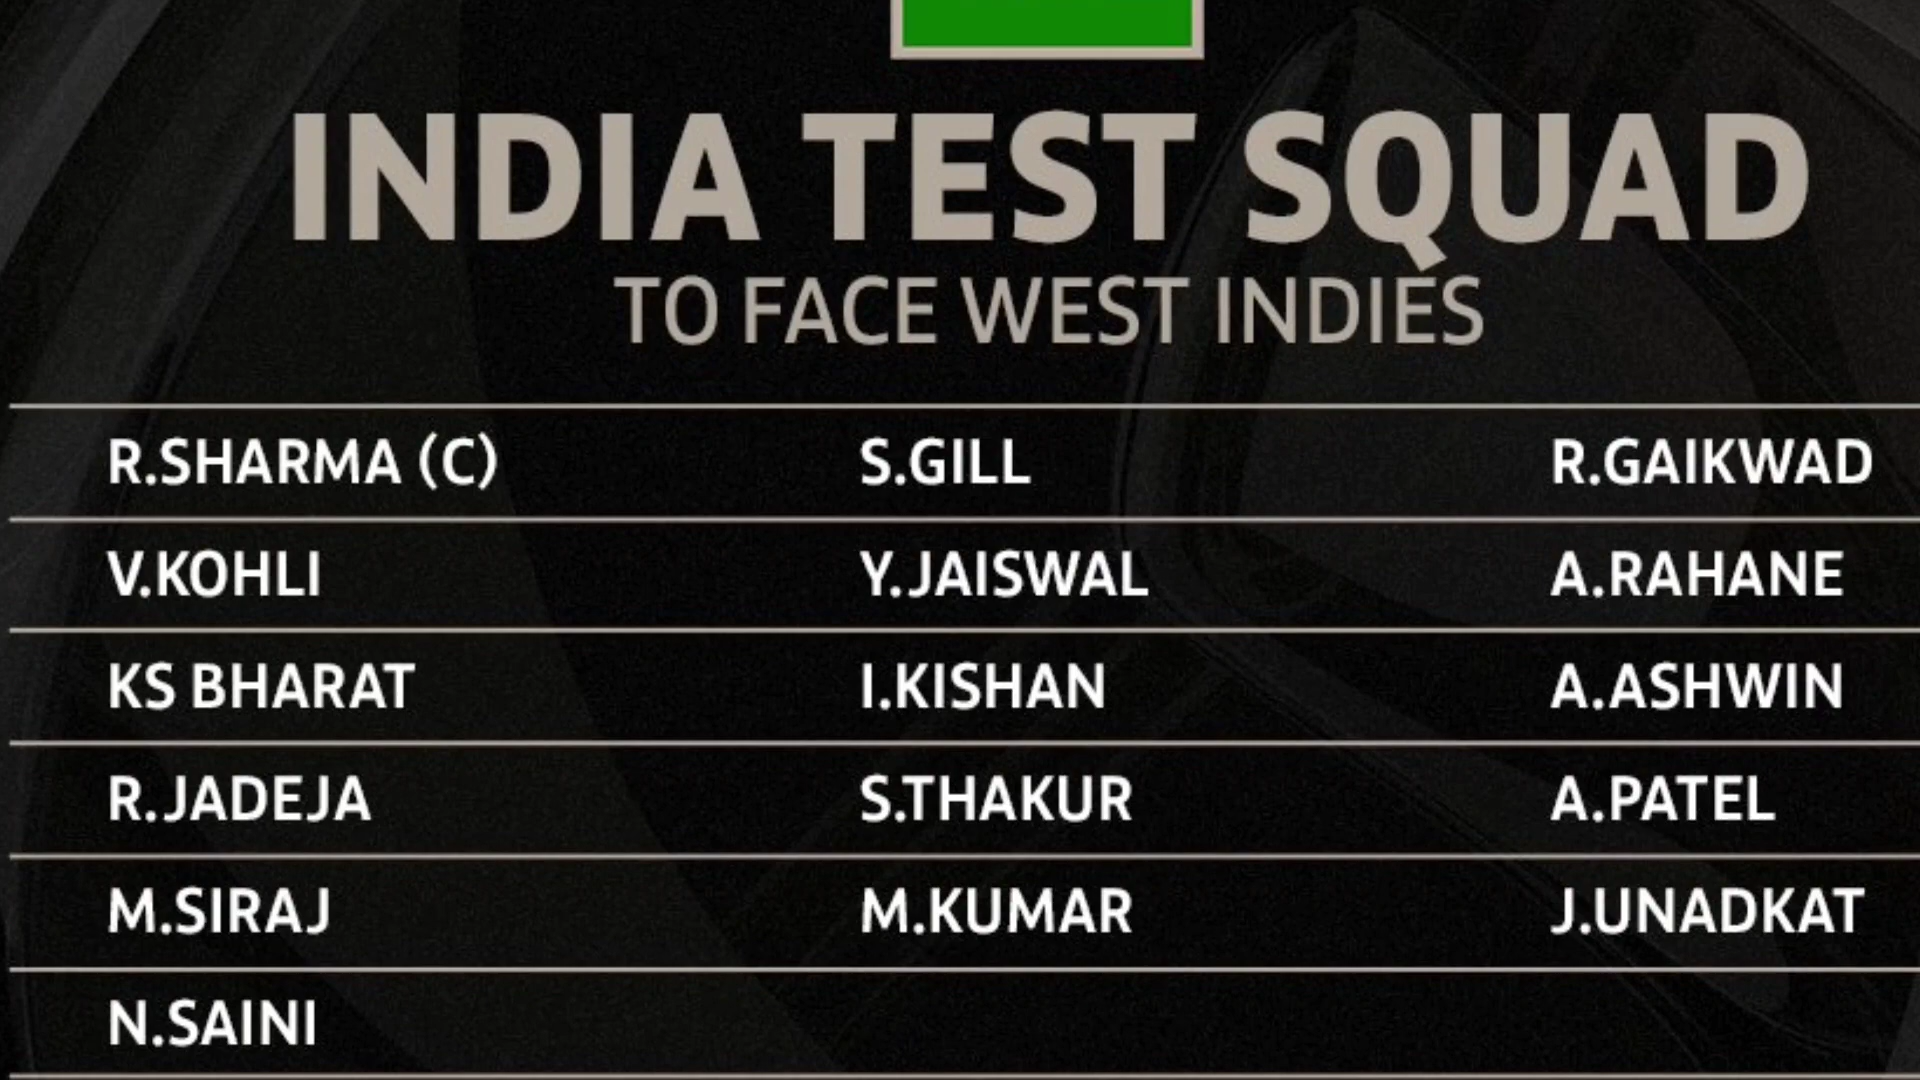 INDIA TEST SQUAD
TO FACE WEST INDIES
R.SHARMA (C) S.GILL R.GAIKWAD
V.KOHLI Y.JAISWAL A.RAHANE
KS BHARAT I.KISHAN A.ASHWIN
R.JADEJA S.THAKUR A.PATEL
M.SIRAJ M.KUMAR J.UNADKAT
N.SAINI